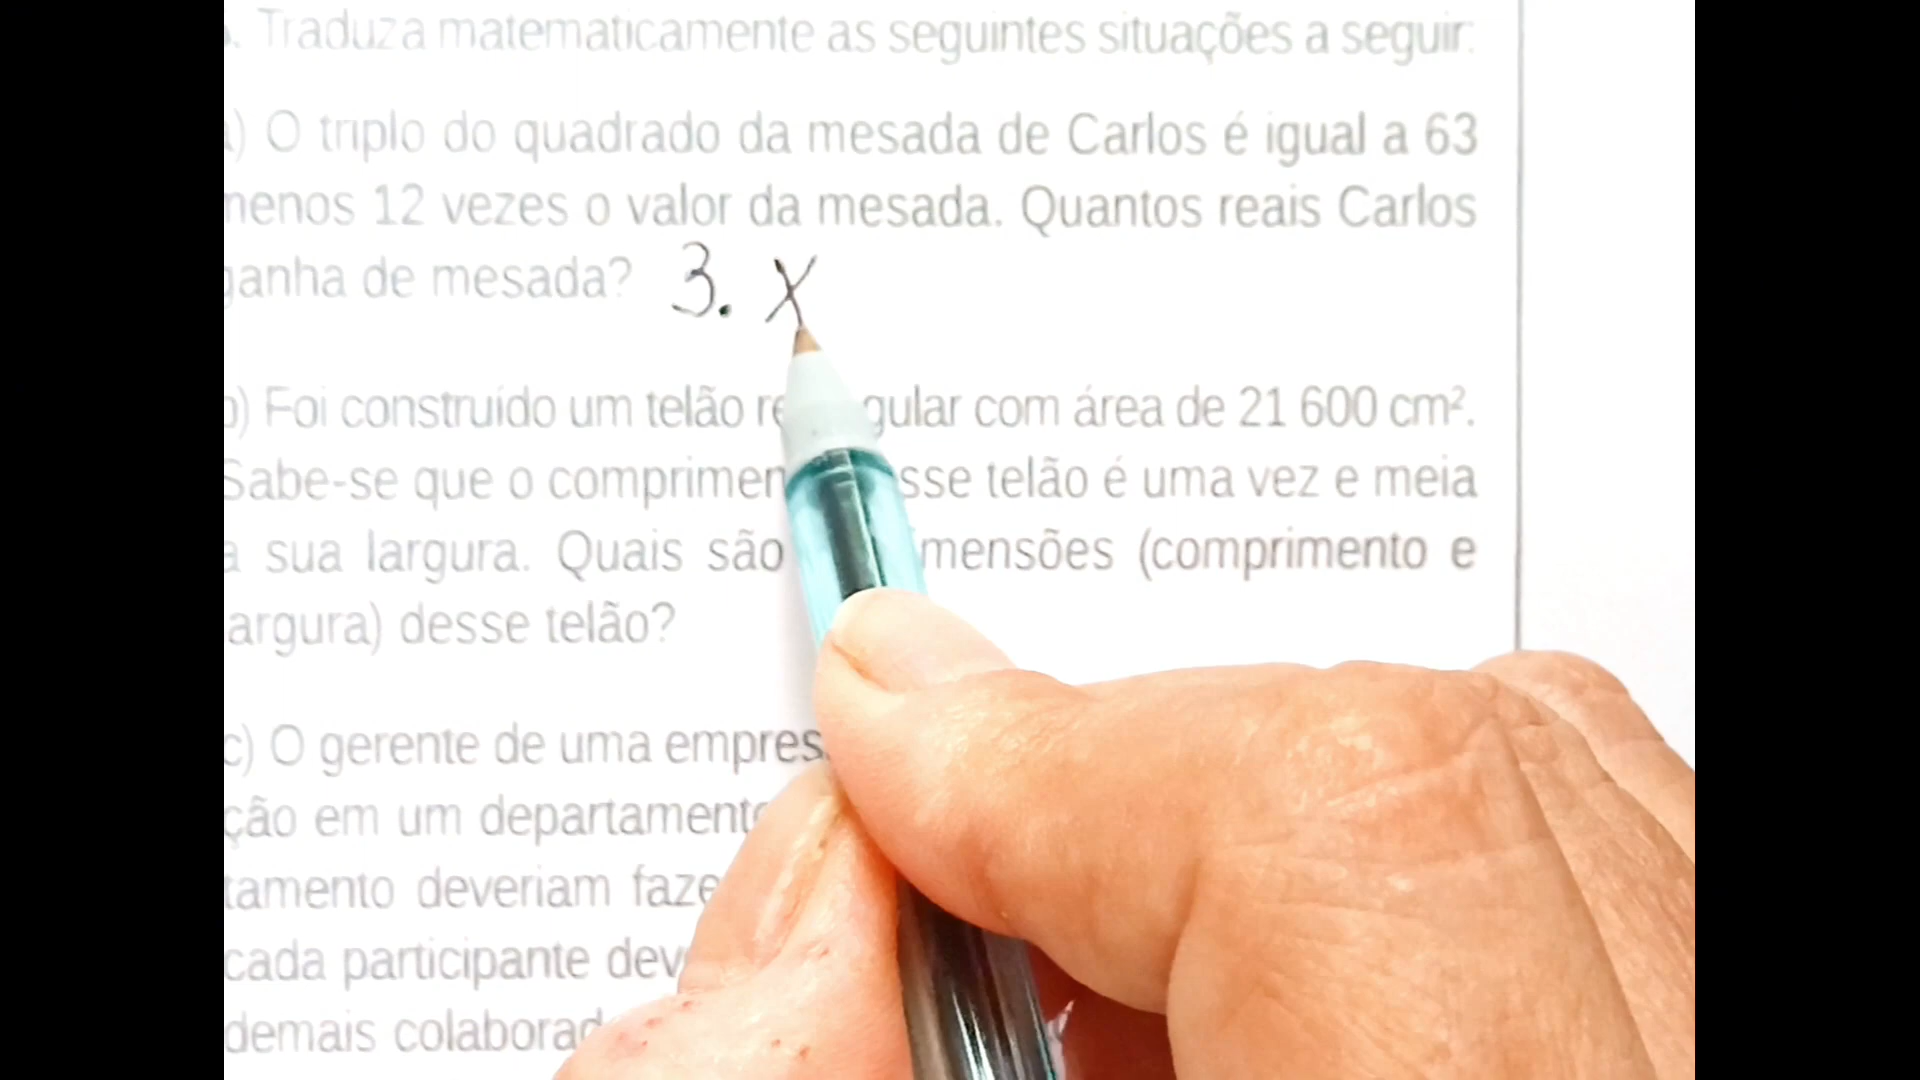 . Traduza matematicamente as seguintes situações a seguir:
a) O triplo do quadrado da mesada de Carlos é igual a 63
menos 12 vezes o valor da mesada. Quantos reais Carlos
ganha de mesada? 3. x
b) Foi construído um telão re gular com área de 21 600 cm².
Sabe-se que o comprimen sse telão é uma vez e meia
a sua largura. Quais são mensões (comprimento e
argura) desse telão?
c) O gerente de uma empres
ção em um departament
tamento deveriam faze
cada participante dev
demais colaborad